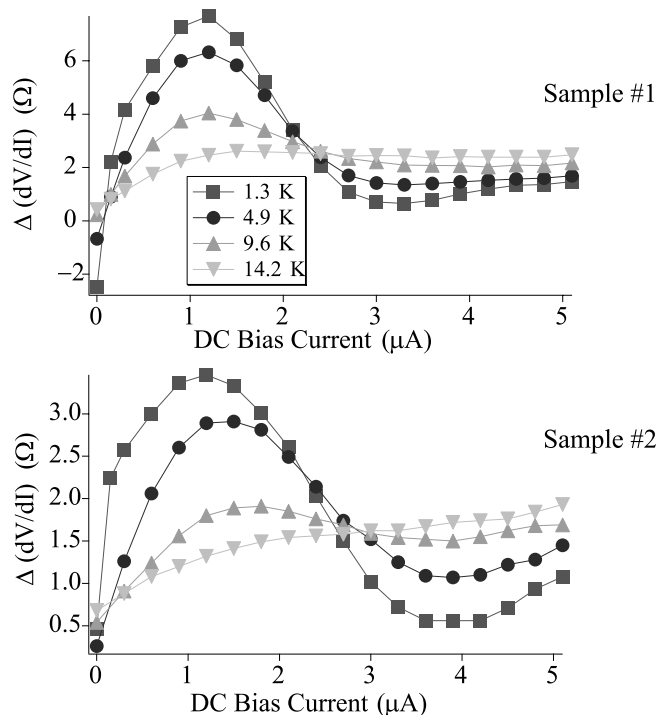 6
4
2
0
−2
Δ (dV/dI) (Ω)
Sample #1
1.3 K
4.9 K
9.6 K
14.2 K
0 1 2 3 4 5
DC Bias Current (μA)
3.0
2.5
2.0
1.5
1.0
0.5
Δ (dV/dI) (Ω)
Sample #2
0 1 2 3 4 5
DC Bias Current (μA)